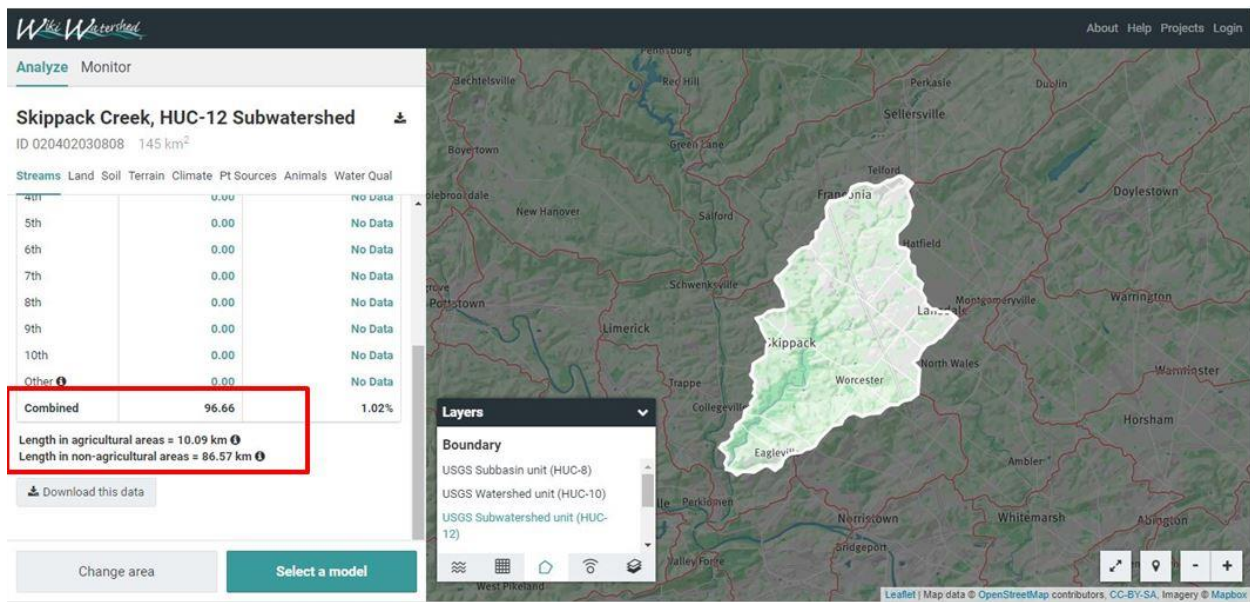 WikiWatershed
About Help Projects Login
Analyze Monitor
Skippack Creek, HUC-12 Subwatershed
ID 020402030808 145 km²
Streams Land Soil Terrain Climate Pt Sources Animals Water Qual
4th 0.00 No Data
5th 0.00 No Data
6th 0.00 No Data
7th 0.00 No Data
8th 0.00 No Data
9th 0.00 No Data
10th 0.00 No Data
Other 0.00 No Data
Combined 96.66 1.02%
Length in agricultural areas = 10.09 km
Length in non-agricultural areas = 86.57 km
Download this data
Change area
Select a model
Pennsburg
Bechtelsville
Red Hill
Perkasie
Dublin
Sellersville
Green Lane
Boyertown
Telford
Franconia
Doylestown
New Hanover
Salford
Hatfield
Schwenksville
Pottstown
Montgomeryville
Warrington
Lansdale
Limerick
Skippack
North Wales
Warminster
Trappe
Worcester
Collegeville
Horsham
Eagleville
Ambler
Norristown
Whitemarsh
Abington
Bridgeport
Valley Forge
West Pikeland
Layers
Boundary
USGS Subbasin unit (HUC-8)
USGS Watershed unit (HUC-10)
USGS Subwatershed unit (HUC-
12)
Leaflet | Map data © OpenStreetMap contributors, CC-BY-SA, Imagery © Mapbox